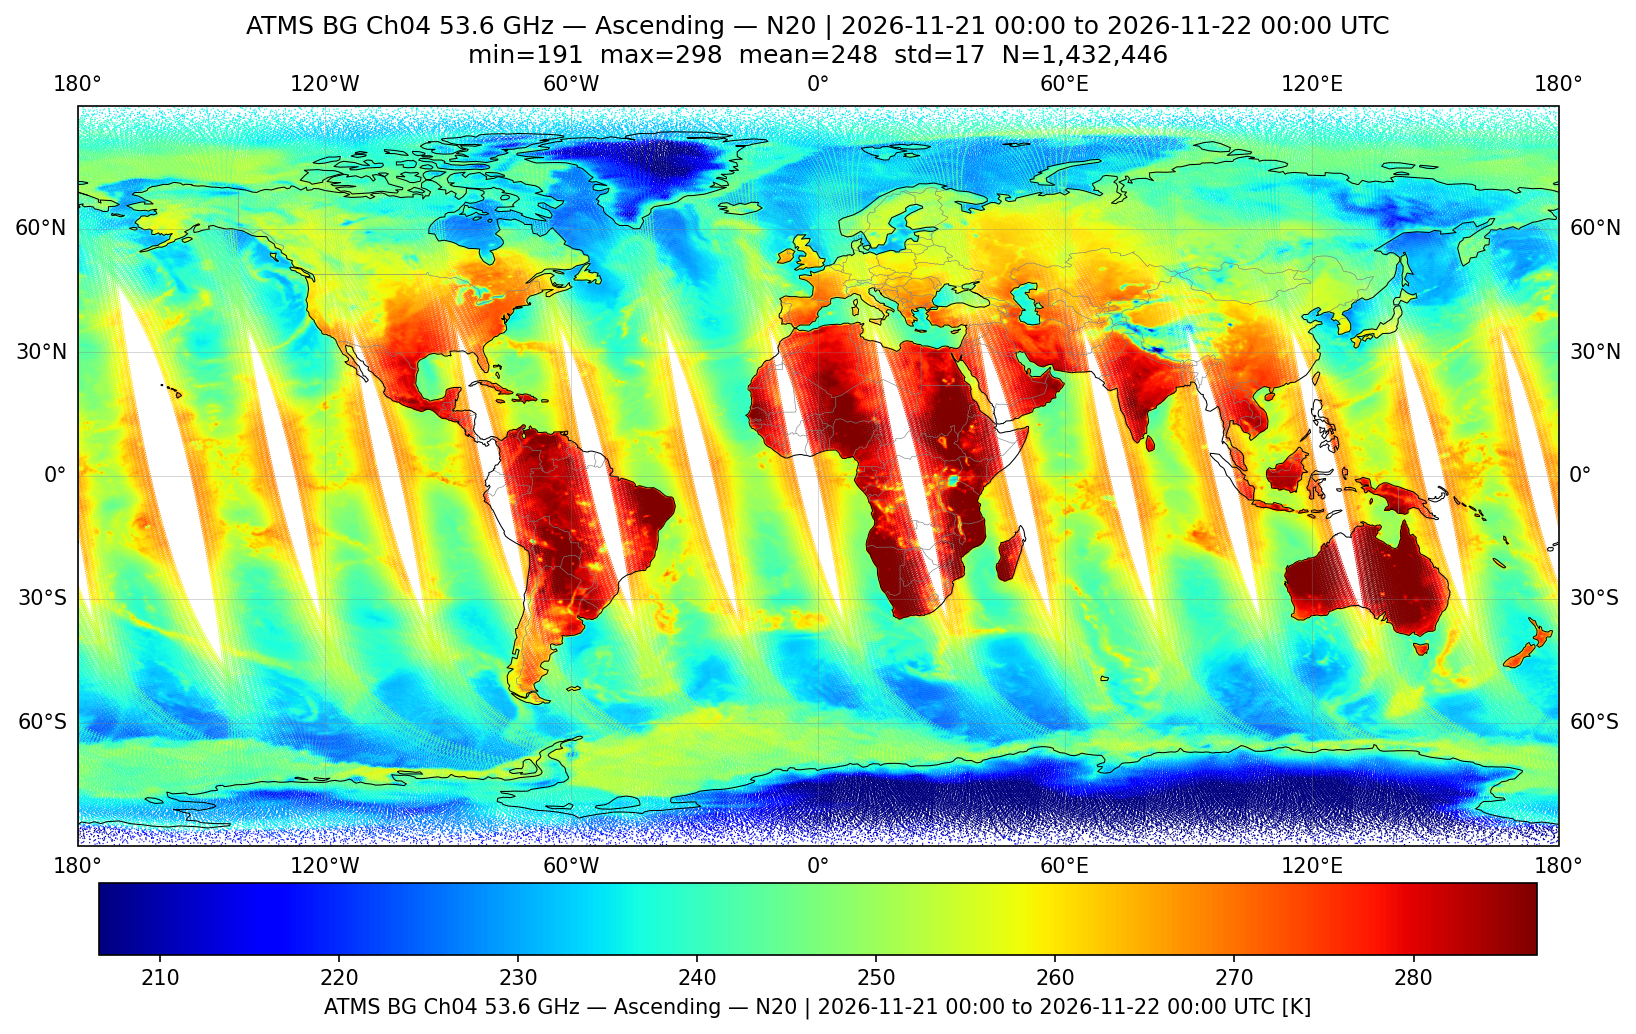 ATMS BG Ch04 53.6 GHz — Ascending — N20 | 2026-11-21 00:00 to 2026-11-22 00:00 UTC
min=191  max=298  mean=248  std=17  N=1,432,446
180° 120°W 60°W 0° 60°E 120°E 180°
60°N 60°N
30°N 30°N
0° 0°
30°S 30°S
60°S 60°S
180° 120°W 60°W 0° 60°E 120°E 180°
210 220 230 240 250 260 270 280
ATMS BG Ch04 53.6 GHz — Ascending — N20 | 2026-11-21 00:00 to 2026-11-22 00:00 UTC [K]